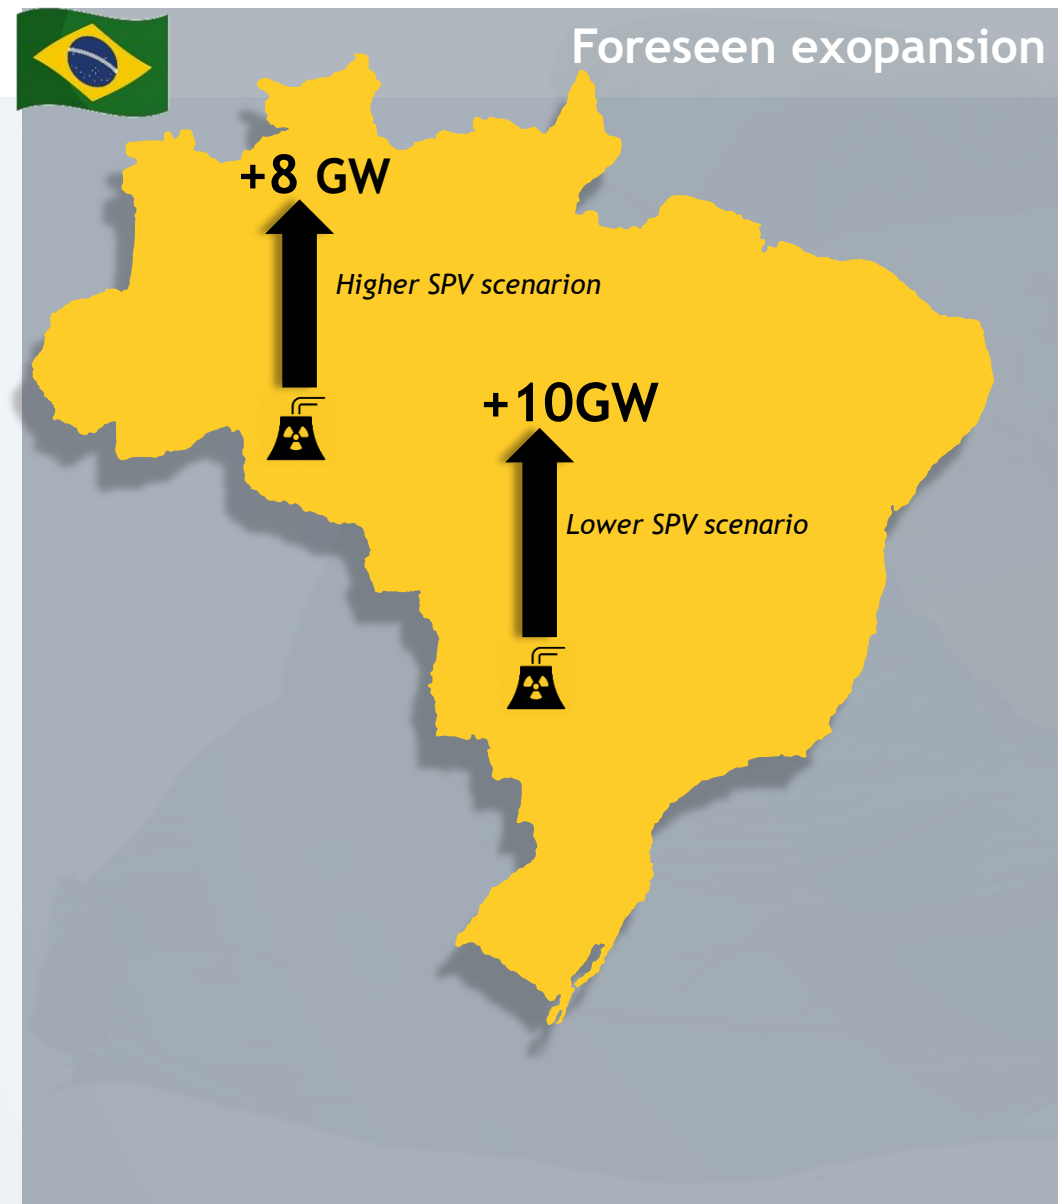 Foreseen exopansion
+8 GW
Higher SPV scenarion
+10GW
Lower SPV scenario